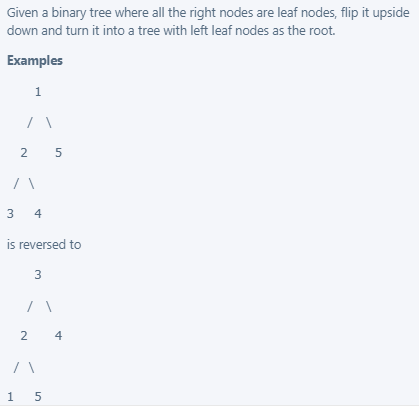 Given a binary tree where all the right nodes are leaf nodes, flip it upside
down and turn it into a tree with left leaf nodes as the root.
Examples
1
/ \
2 5
/ \
3 4
is reversed to
3
/ \
2 4
/ \
1 5